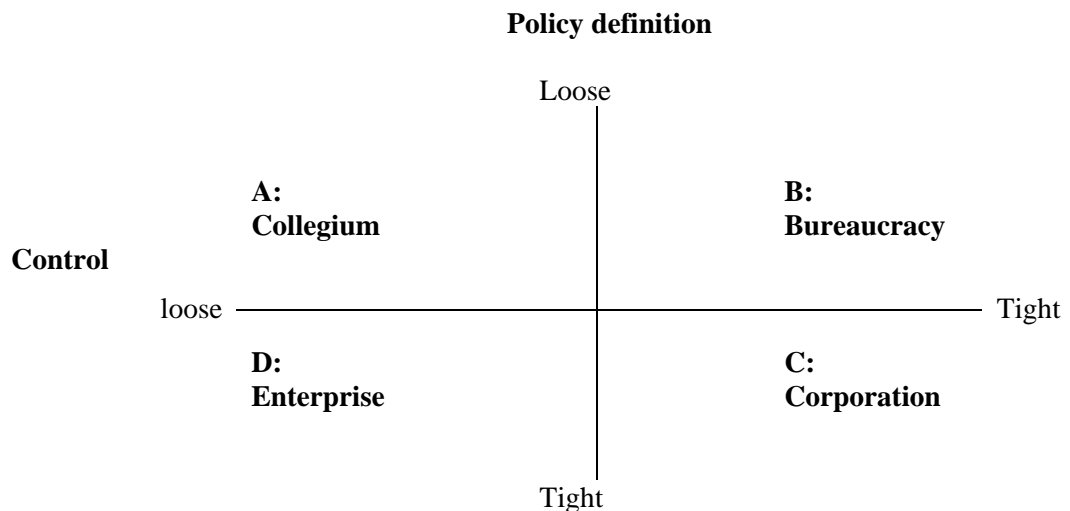 Policy definition
Loose
A:
Collegium
B:
Bureaucracy
Control
loose
Tight
D:
Enterprise
C:
Corporation
Tight